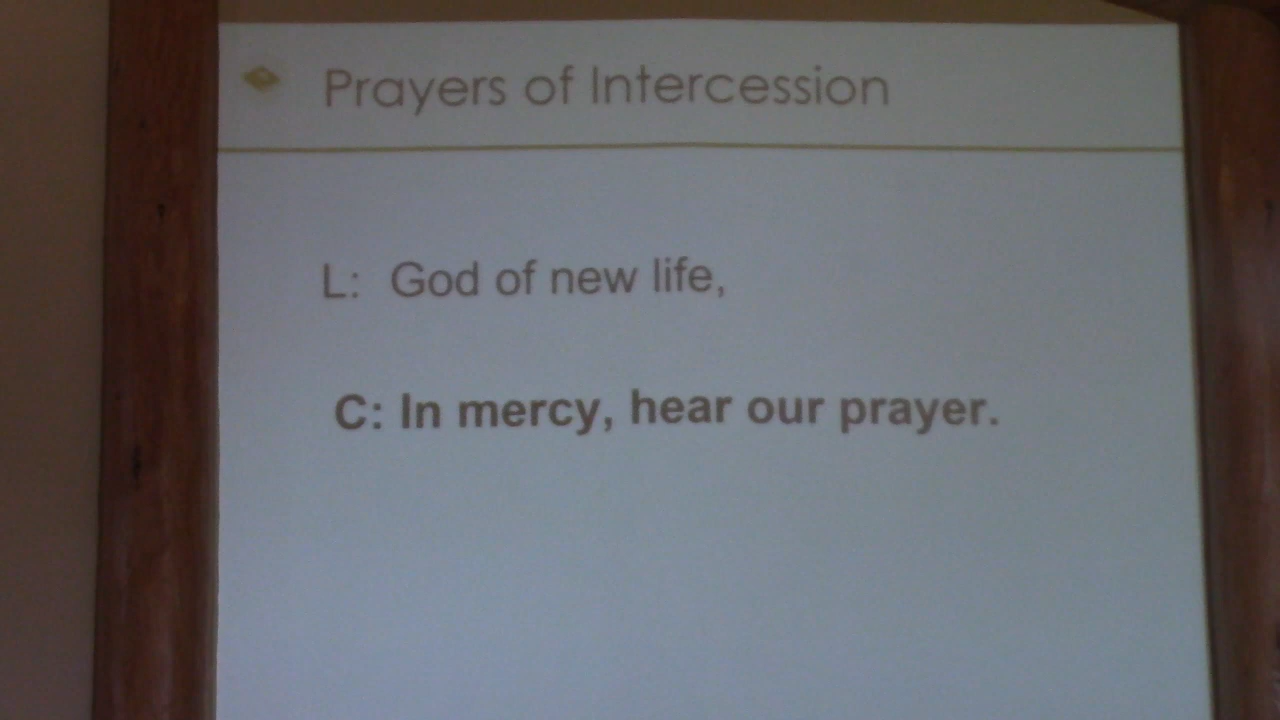 Prayers of Intercession
L: God of new life,
C: In mercy, hear our prayer.